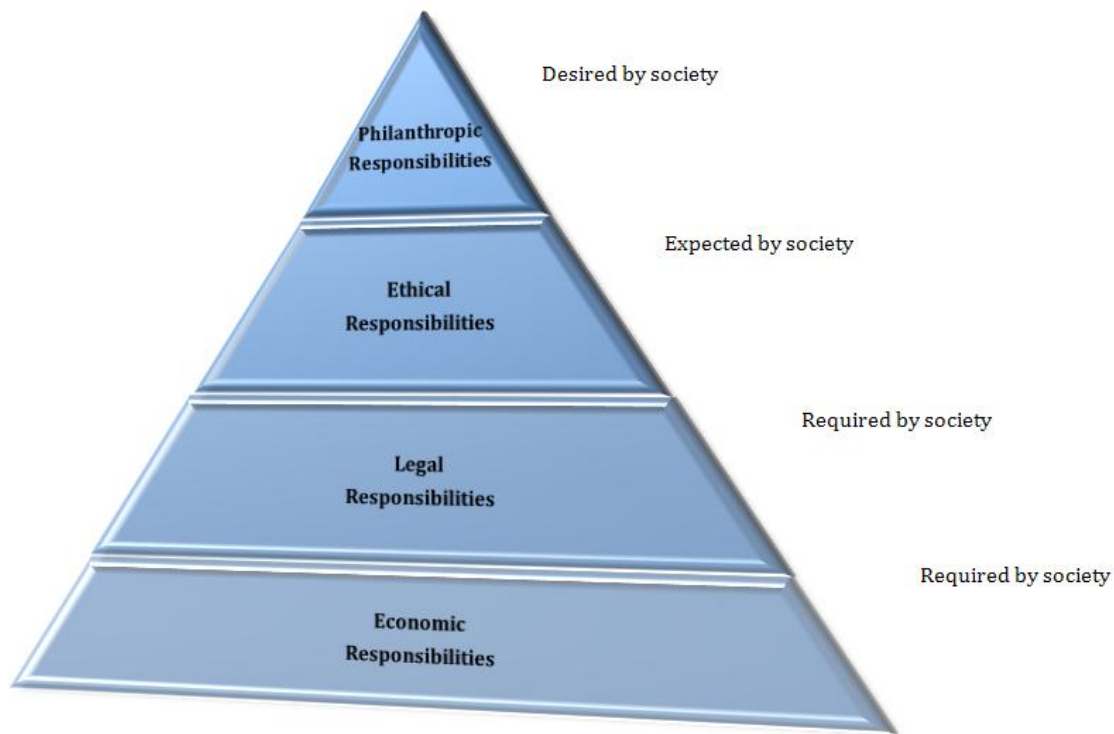 Desired by society
Philanthropic
Responsibilities
Expected by society
Ethical
Responsibilities
Required by society
Legal
Responsibilities
Required by society
Economic
Responsibilities